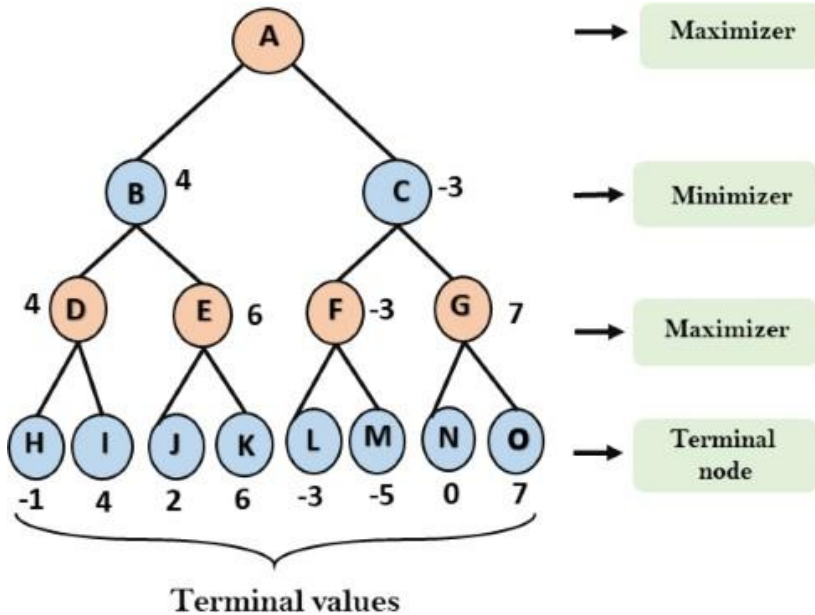 A
Maximizer
B 4
C -3
Minimizer
4 D
E 6
F -3
G 7
Maximizer
H I J K L M N O
Terminal
node
-1 4 2 6 -3 -5 0 7
Terminal values